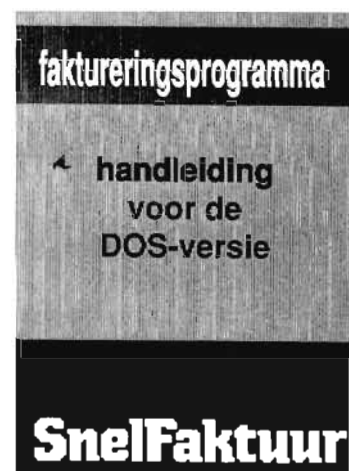 faktureringsprogramma
handleiding
voor de
DOS-versie
SnelFaktuur